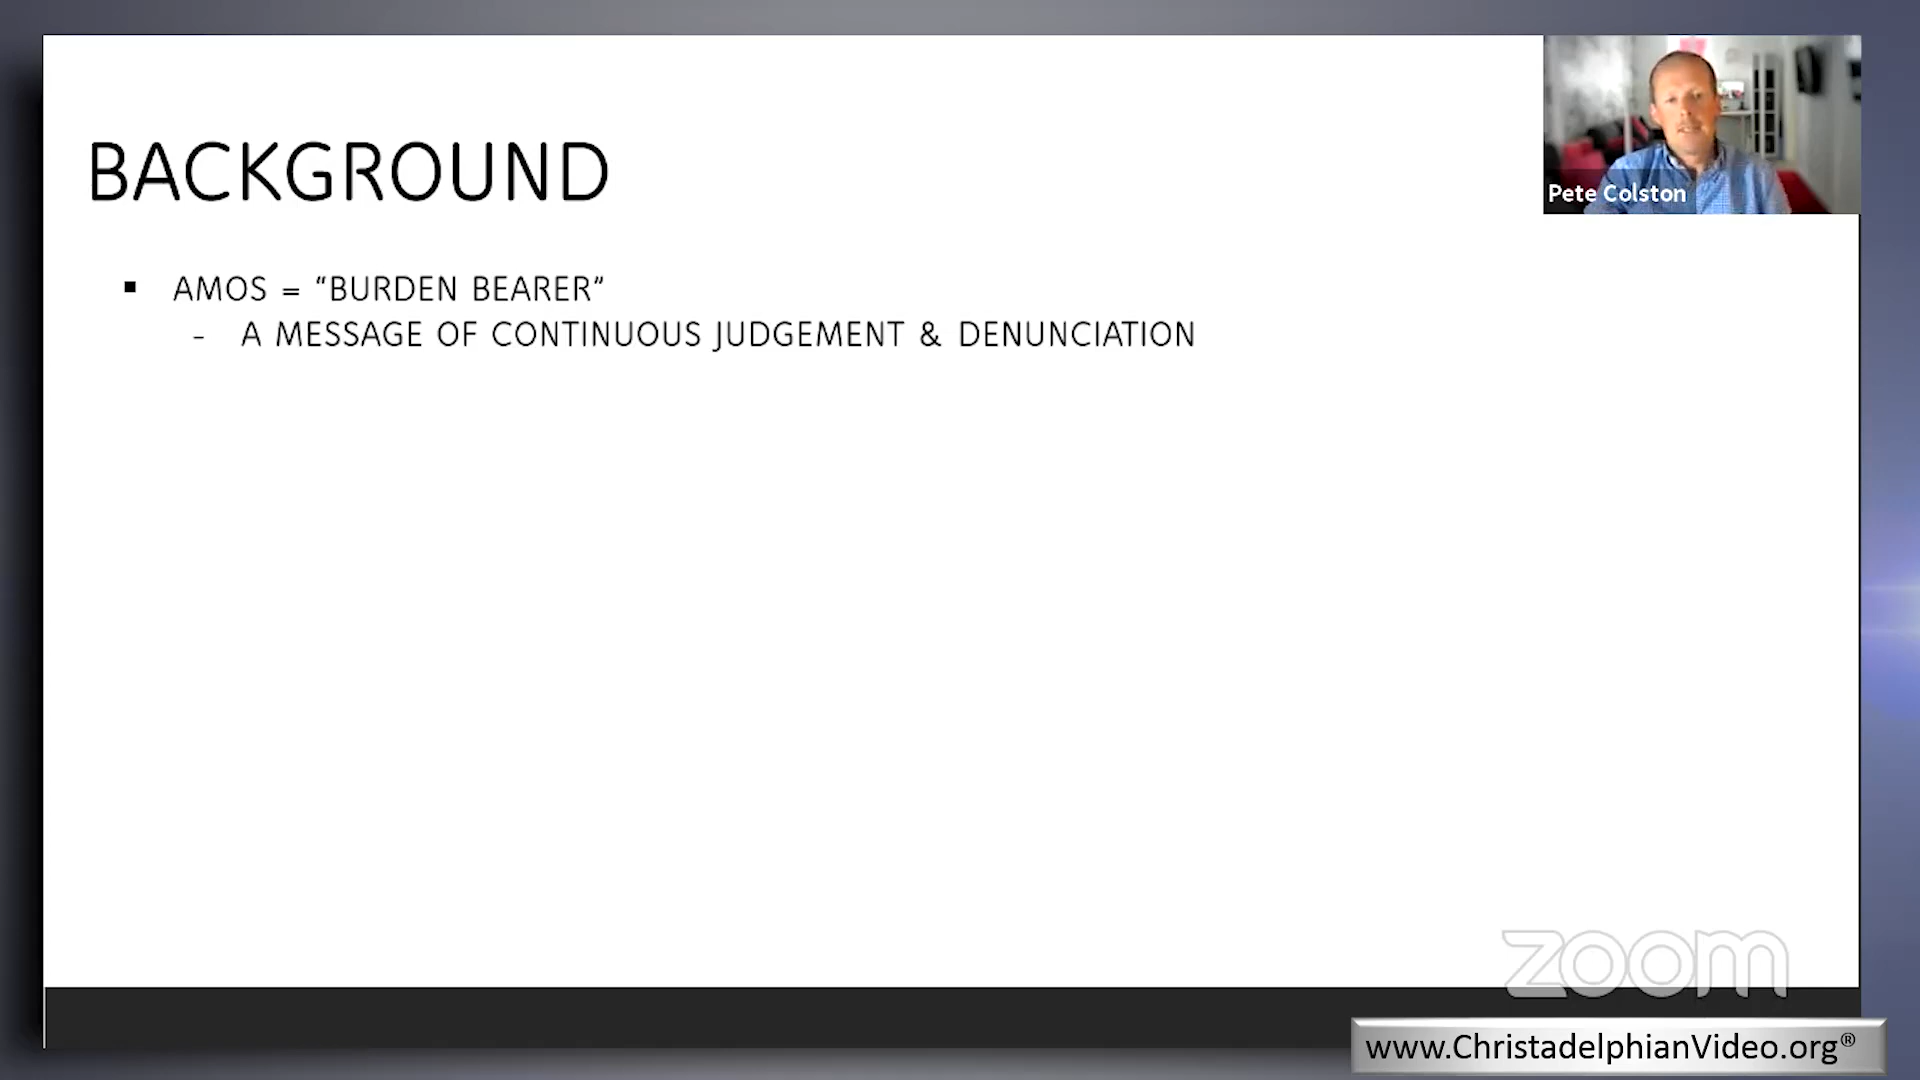 BACKGROUND
Pete Colston
▪ AMOS = “BURDEN BEARER”
- A MESSAGE OF CONTINUOUS JUDGEMENT & DENUNCIATION
zoom
www.ChristadelphianVideo.org®